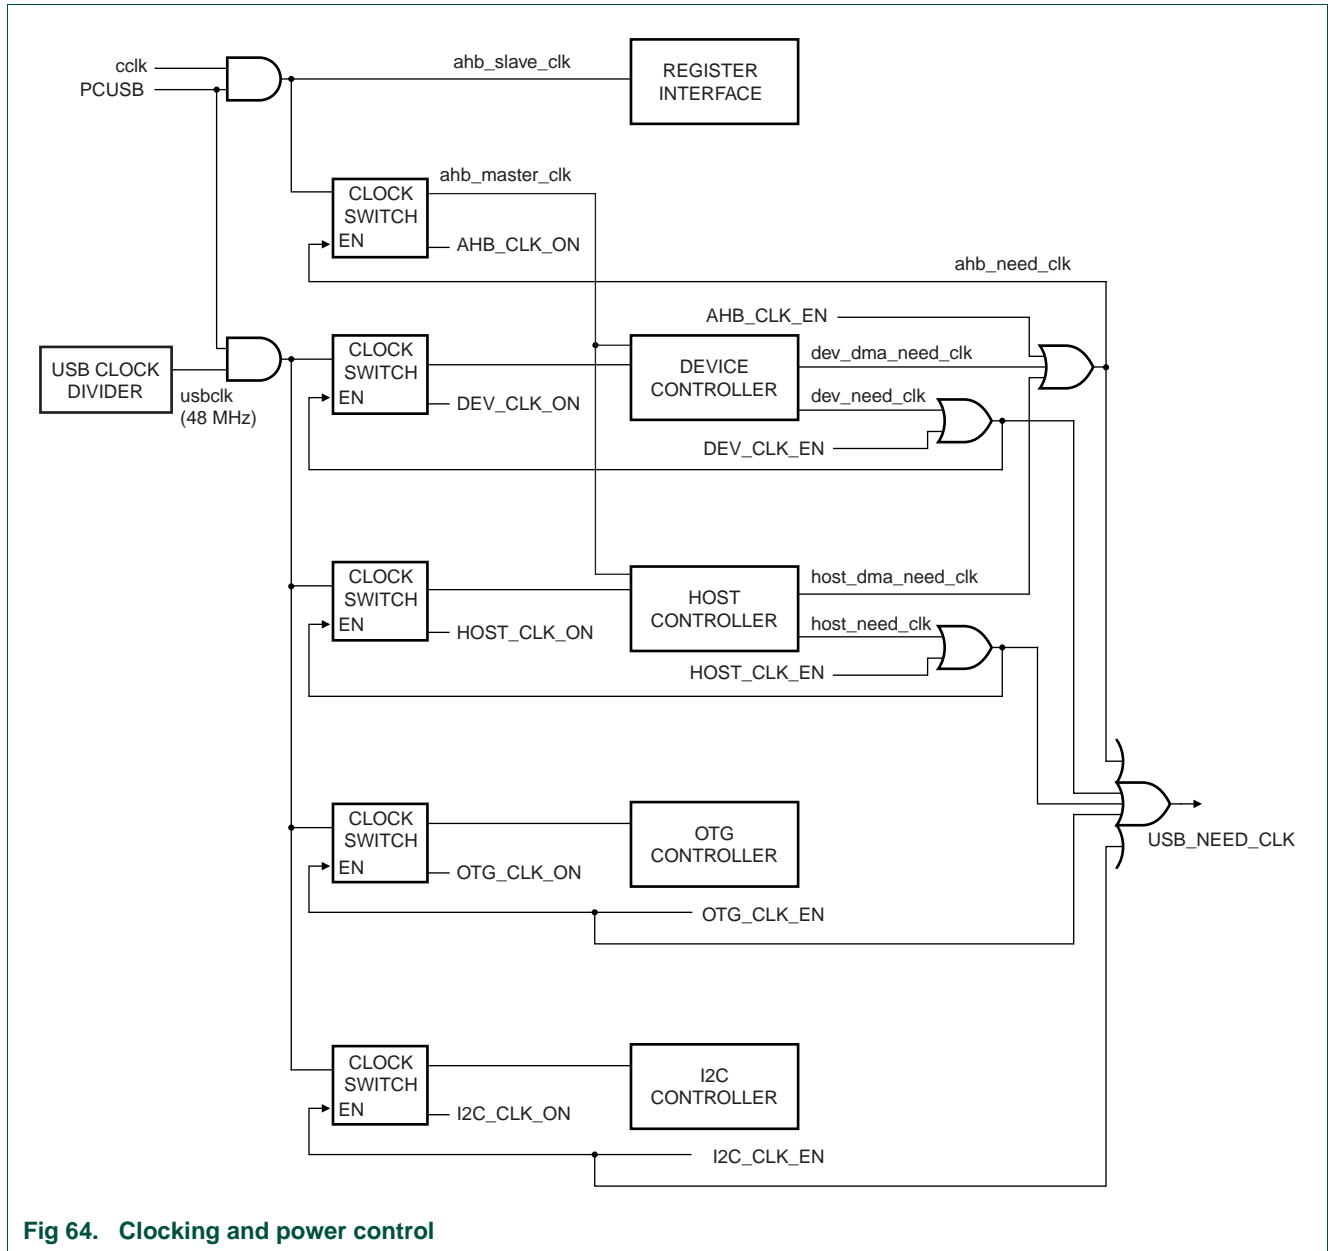 cclk
PCUSB
ahb_slave_clk
REGISTER
INTERFACE
CLOCK
SWITCH
EN
ahb_master_clk
AHB_CLK_ON
ahb_need_clk
AHB_CLK_EN
USB CLOCK
DIVIDER
usbclk
(48 MHz)
CLOCK
SWITCH
EN
DEV_CLK_ON
DEVICE
CONTROLLER
dev_dma_need_clk
dev_need_clk
DEV_CLK_EN
CLOCK
SWITCH
EN
HOST_CLK_ON
HOST
CONTROLLER
host_dma_need_clk
host_need_clk
HOST_CLK_EN
CLOCK
SWITCH
EN
OTG_CLK_ON
OTG
CONTROLLER
OTG_CLK_EN
USB_NEED_CLK
CLOCK
SWITCH
EN
I2C_CLK_ON
I2C
CONTROLLER
I2C_CLK_EN
Fig 64. Clocking and power control